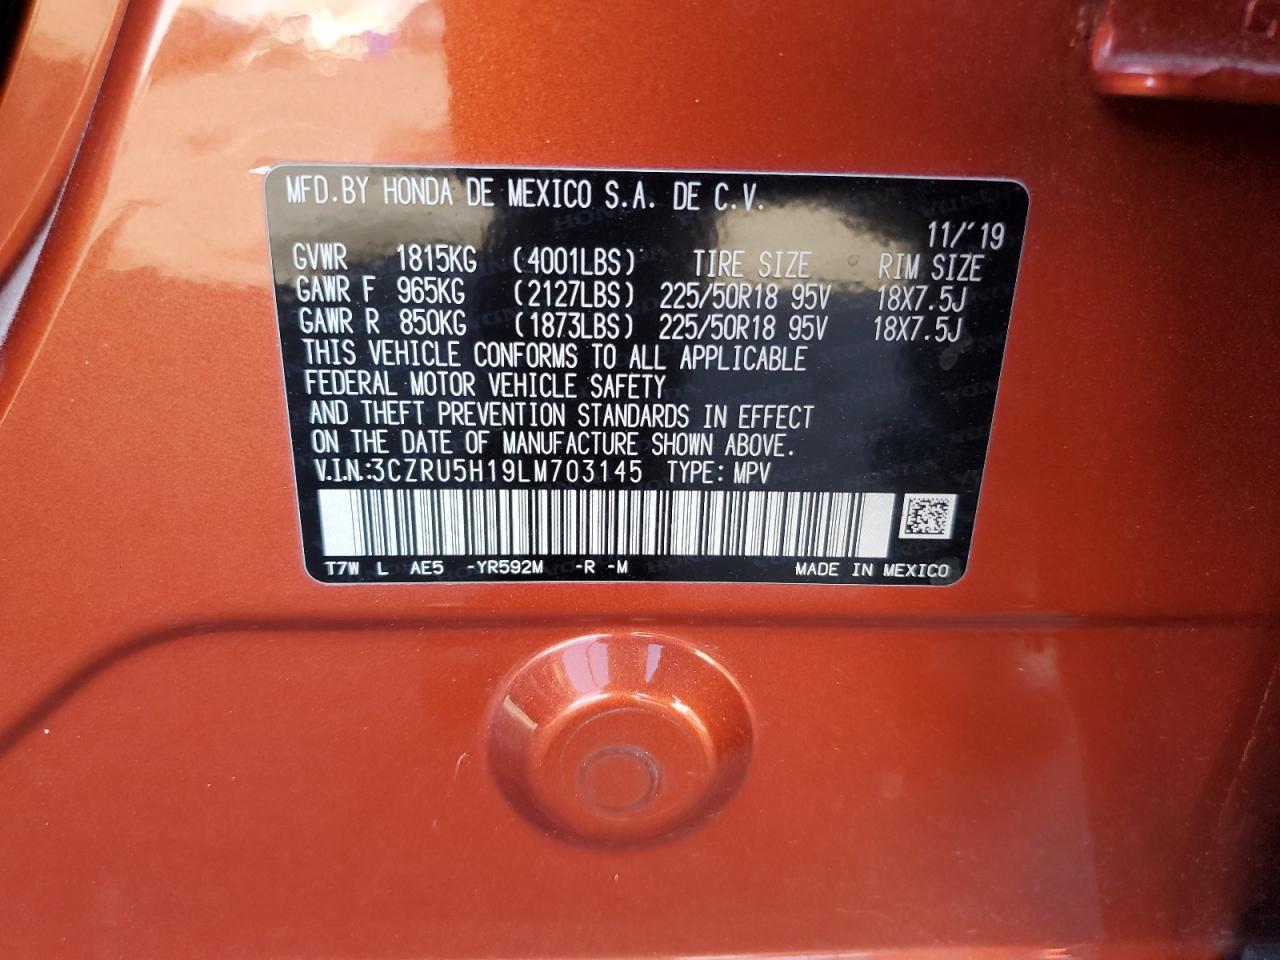 MFD.BY HONDA DE MEXICO S.A. DE C.V.
11/'19
GVWR 1815KG (4001LBS) TIRE SIZE RIM SIZE
GAWR F 965KG (2127LBS) 225/50R18 95V 18X7.5J
GAWR R 850KG (1873LBS) 225/50R18 95V 18X7.5J
THIS VEHICLE CONFORMS TO ALL APPLICABLE
FEDERAL MOTOR VEHICLE SAFETY
AND THEFT PREVENTION STANDARDS IN EFFECT
ON THE DATE OF MANUFACTURE SHOWN ABOVE.
V.I.N.:3CZRU5H19LM703145 TYPE: MPV
T7W L AE5 -YR592M -R -M MADE IN MEXICO